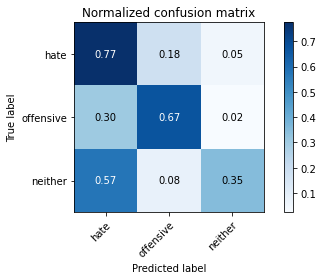 Normalized confusion matrix
hate 0.77 0.18 0.05
offensive 0.30 0.67 0.02
neither 0.57 0.08 0.35
hate offensive neither
True label
Predicted label
0.7
0.6
0.5
0.4
0.3
0.2
0.1